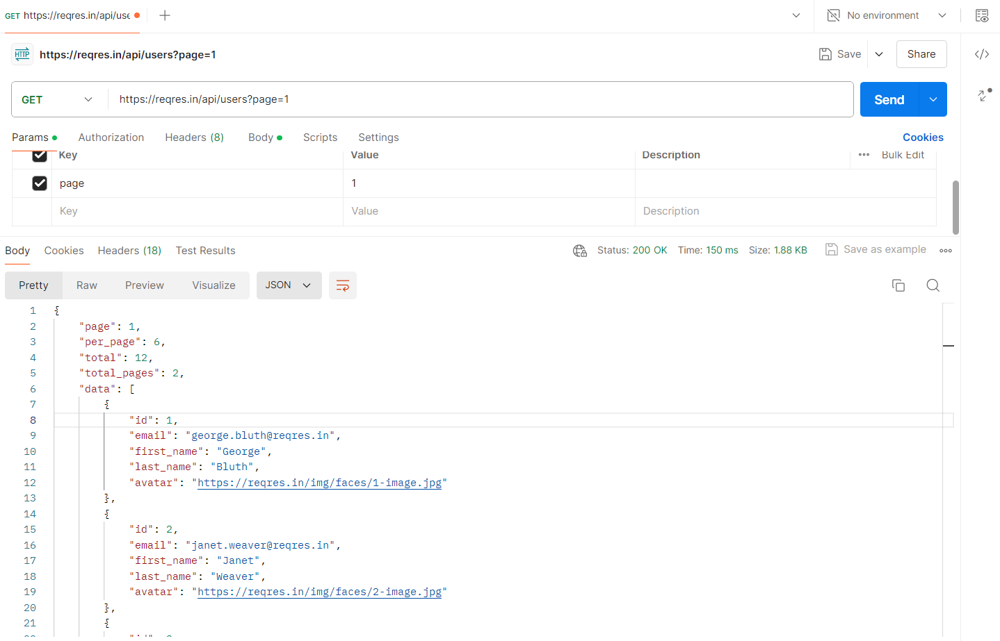 GET https://reqres.in/api/use
No environment
HTTP https://reqres.in/api/users?page=1
Save
Share
GET https://reqres.in/api/users?page=1
Send
Params Authorization Headers (8) Body Scripts Settings Cookies
Key Value Description Bulk Edit
page 1
Key Value Description
Body Cookies Headers (18) Test Results Status: 200 OK Time: 150 ms Size: 1.88 KB Save as example
Pretty Raw Preview Visualize JSON
1 {
2 "page": 1,
3 "per_page": 6,
4 "total": 12,
5 "total_pages": 2,
6 "data": [
7 {
8 "id": 1,
9 "email": "george.bluth@reqres.in",
10 "first_name": "George",
11 "last_name": "Bluth",
12 "avatar": "https://reqres.in/img/faces/1-image.jpg"
13 },
14 {
15 "id": 2,
16 "email": "janet.weaver@reqres.in",
17 "first_name": "Janet",
18 "last_name": "Weaver",
19 "avatar": "https://reqres.in/img/faces/2-image.jpg"
20 },
21 {